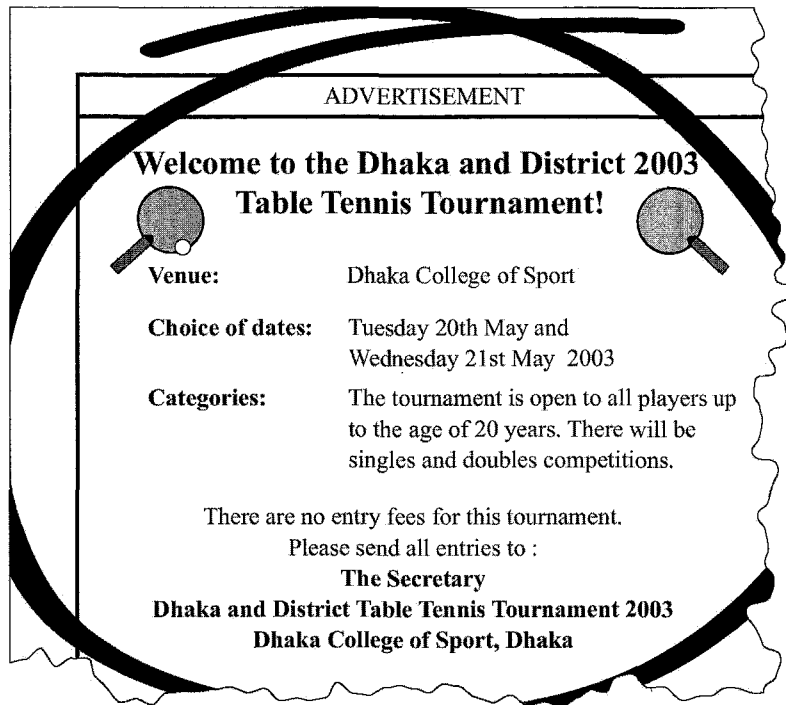 ADVERTISEMENT
Welcome to the Dhaka and District 2003
Table Tennis Tournament!
Venue: Dhaka College of Sport
Choice of dates: Tuesday 20th May and
Wednesday 21st May 2003
Categories: The tournament is open to all players up
to the age of 20 years. There will be
singles and doubles competitions.
There are no entry fees for this tournament.
Please send all entries to :
The Secretary
Dhaka and District Table Tennis Tournament 2003
Dhaka College of Sport, Dhaka